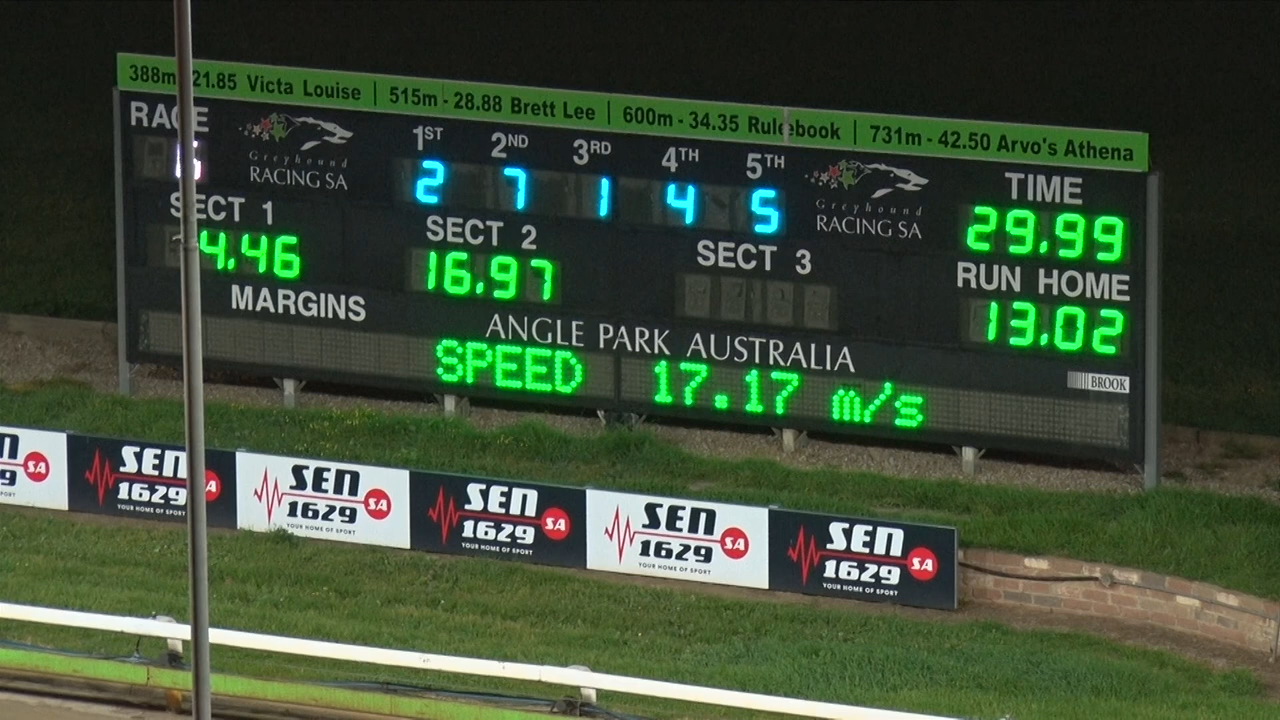 388m 21.85 Victa Louise | 515m - 28.88 Brett Lee | 600m - 34.35 Rulebook | 731m - 42.50 Arvo's Athena
RACE
Greyhound
RACING SA
1ST 2ND 3RD 4TH 5TH
2 7 1 4 5
Greyhound
RACING SA
TIME
29.99
SECT 1
4.46
SECT 2
16.97
SECT 3
RUN HOME
13.02
MARGINS
ANGLE PARK AUSTRALIA
BROOK
SPEED 17.17 m/s
SA
SEN
1629
SA
SEN
1629
SA
YOUR HOME OF SPORT
SEN
1629
SA
YOUR HOME OF SPORT
SEN
1629
SA
YOUR HOME OF SPORT
SEN
1629
SA
YOUR HOME OF SPORT